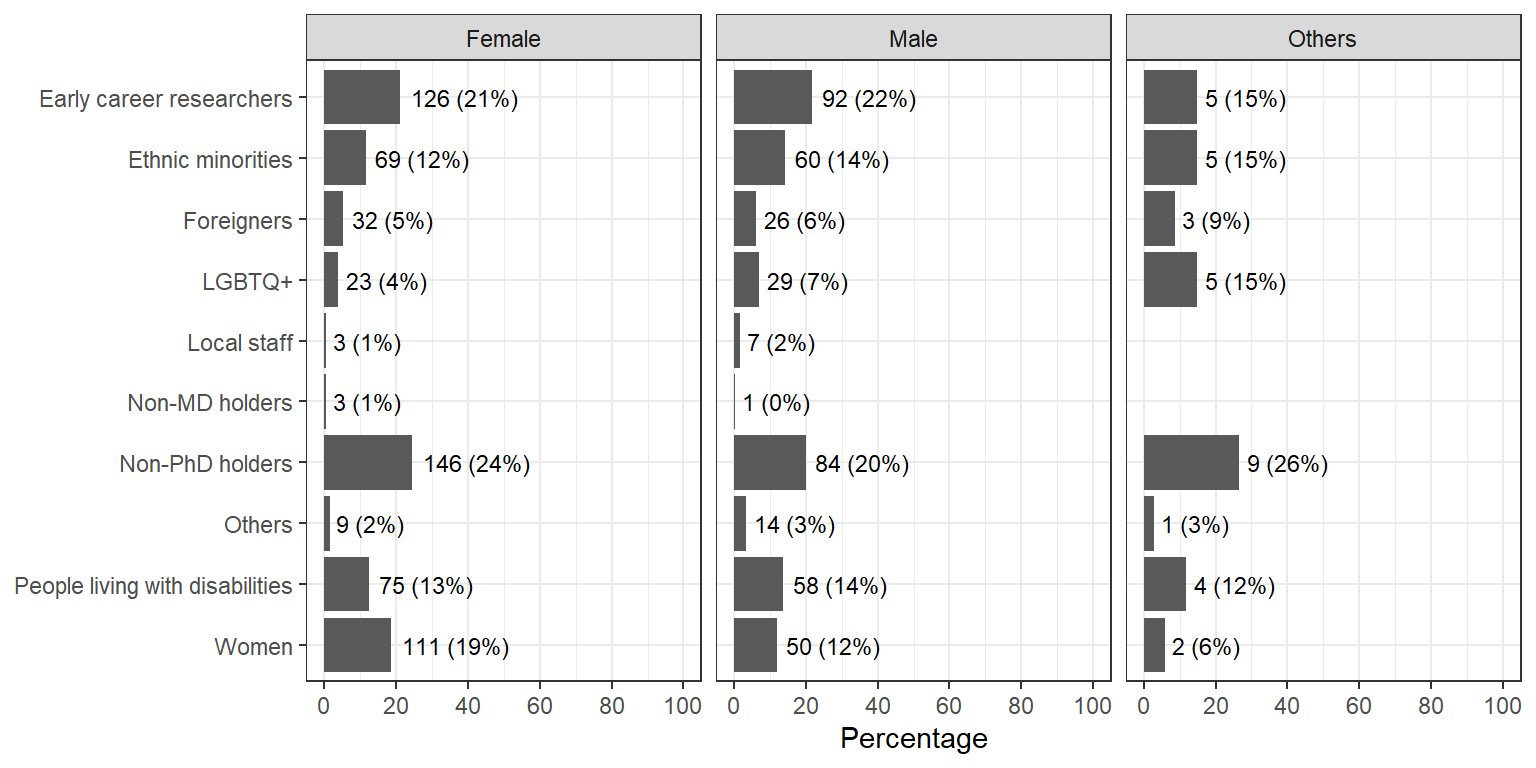 Female Male Others
Early career researchers 126 (21%) 92 (22%) 5 (15%)
Ethnic minorities 69 (12%) 60 (14%) 5 (15%)
Foreigners 32 (5%) 26 (6%) 3 (9%)
LGBTQ+ 23 (4%) 29 (7%) 5 (15%)
Local staff 3 (1%) 7 (2%)
Non-MD holders 3 (1%) 1 (0%)
Non-PhD holders 146 (24%) 84 (20%) 9 (26%)
Others 9 (2%) 14 (3%) 1 (3%)
People living with disabilities 75 (13%) 58 (14%) 4 (12%)
Women 111 (19%) 50 (12%) 2 (6%)
0 20 40 60 80 100 0 20 40 60 80 100 0 20 40 60 80 100
Percentage